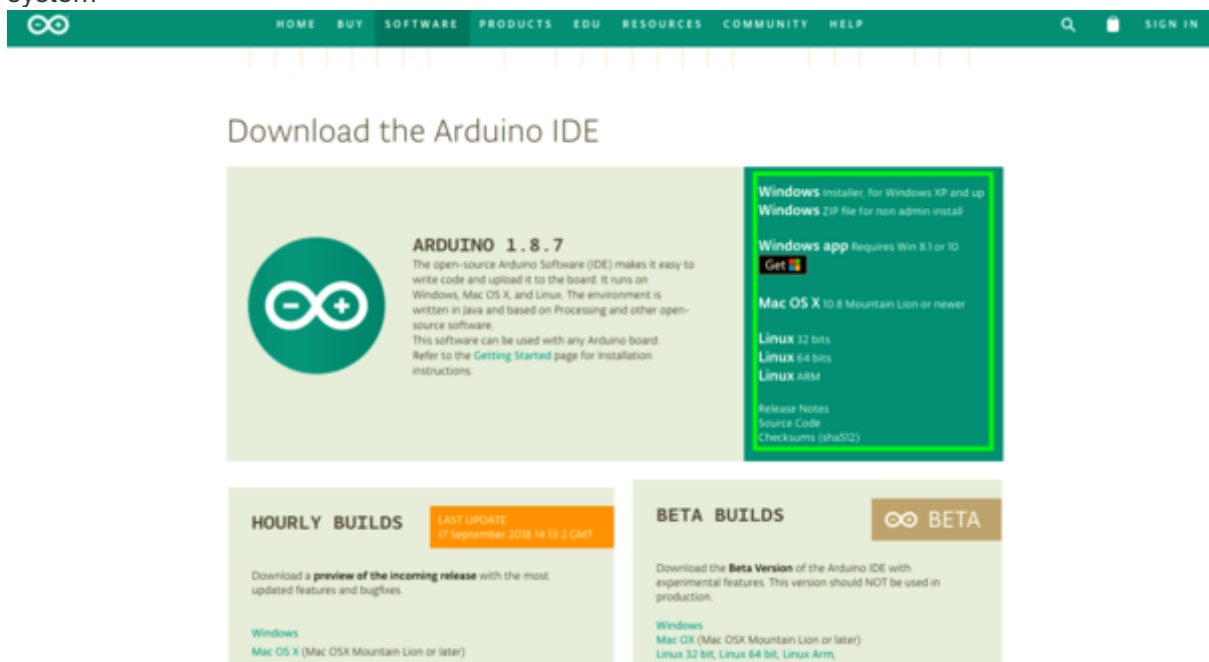 system
HOME BUY SOFTWARE PRODUCTS EDU RESOURCES COMMUNITY HELP SIGN IN
Download the Arduino IDE
ARDUINO 1.8.7
The open-source Arduino Software (IDE) makes it easy to
write code and upload it to the board. It runs on
Windows, Mac OS X, and Linux. The environment is
written in Java and based on Processing and other open-
source software.
This software can be used with any Arduino board.
Refer to the Getting Started page for Installation
instructions.
Windows Installer, for Windows XP and up
Windows ZIP file for non admin install
Windows app Requires Win 8.1 or 10
Get
Mac OS X 10.8 Mountain Lion or newer
Linux 32 bits
Linux 64 bits
Linux ARM
Release Notes
Source Code
Checksums (sha512)
HOURLY BUILDS
LAST UPDATE
17 September 2018 14:13:2 GMT
Download a preview of the incoming release with the most
updated features and bugfixes.
Windows
Mac OS X (Mac OSX Mountain Lion or later)
BETA BUILDS
BETA
Download the Beta Version of the Arduino IDE with
experimental features. This version should NOT be used in
production.
Windows
Mac OX (Mac OSX Mountain Lion or later)
Linux 32 bit, Linux 64 bit, Linux Arm,